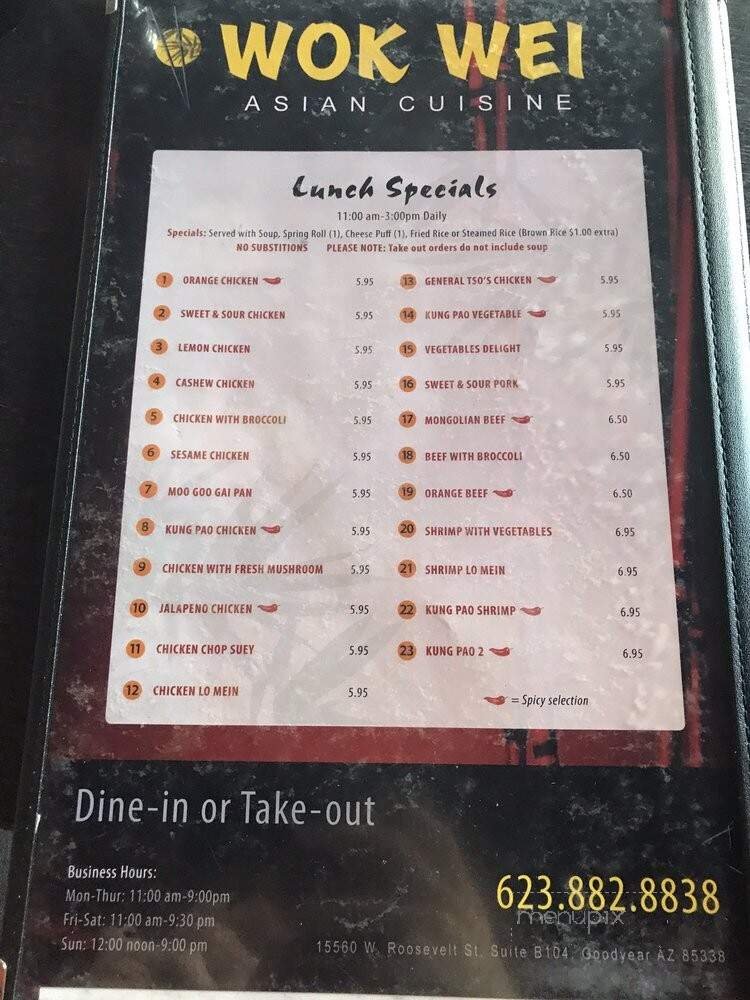 WOK WEI
ASIAN CUISINE
Lunch Specials
11:00 am-3:00pm Daily
Specials: Served with Soup, Spring Roll (1), Cheese Puff (1), Fried Rice or Steamed Rice (Brown Rice $1.00 extra)
NO SUBSTITIONS PLEASE NOTE: Take out orders do not include soup
1 ORANGE CHICKEN 5.95
2 SWEET & SOUR CHICKEN 5.95
3 LEMON CHICKEN 5.95
4 CASHEW CHICKEN 5.95
5 CHICKEN WITH BROCCOLI 5.95
6 SESAME CHICKEN 5.95
7 MOO GOO GAI PAN 5.95
8 KUNG PAO CHICKEN 5.95
9 CHICKEN WITH FRESH MUSHROOM 5.95
10 JALAPENO CHICKEN 5.95
11 CHICKEN CHOP SUEY 5.95
12 CHICKEN LO MEIN 5.95
13 GENERAL TSO'S CHICKEN 5.95
14 KUNG PAO VEGETABLE 5.95
15 VEGETABLES DELIGHT 5.95
16 SWEET & SOUR PORK 5.95
17 MONGOLIAN BEEF 6.50
18 BEEF WITH BROCCOLI 6.50
19 ORANGE BEEF 6.50
20 SHRIMP WITH VEGETABLES 6.95
21 SHRIMP LO MEIN 6.95
22 KUNG PAO SHRIMP 6.95
23 KUNG PAO 2 6.95
= Spicy selection
Dine-in or Take-out
Business Hours:
Mon-Thur: 11:00 am-9:00pm
Fri-Sat: 11:00 am-9:30 pm
Sun: 12:00 noon-9:00 pm
623.882.8838
menupix
15560 W. Roosevelt St. Suite B104, Goodyear AZ 85338